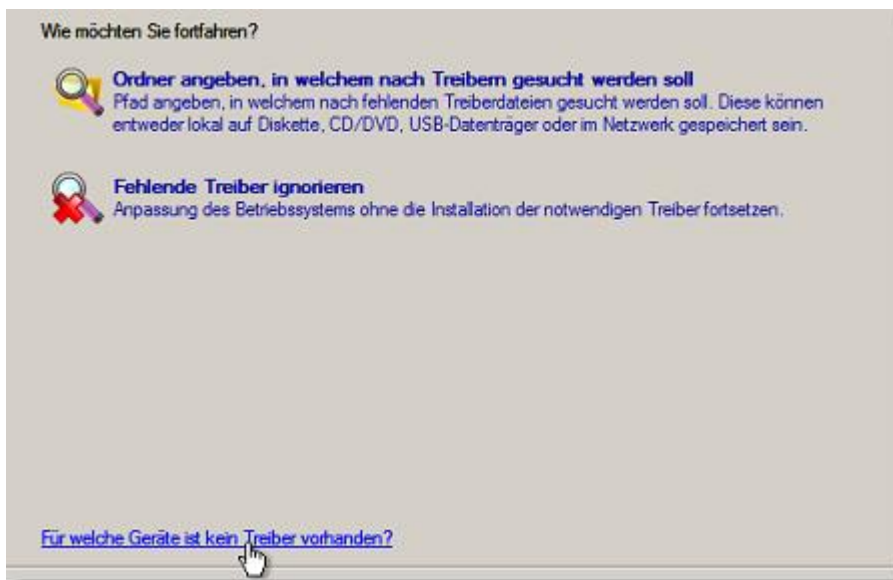 Wie möchten Sie fortfahren?
Ordner angeben, in welchem nach Treibern gesucht werden soll
Pfad angeben, in welchem nach fehlenden Treiberdateien gesucht werden soll. Diese können
entweder lokal auf Diskette, CD/DVD, USB-Datenträger oder im Netzwerk gespeichert sein.
Fehlende Treiber ignorieren
Anpassung des Betriebssystems ohne die Installation der notwendigen Treiber fortsetzen.
Für welche Geräte ist kein Treiber vorhanden?